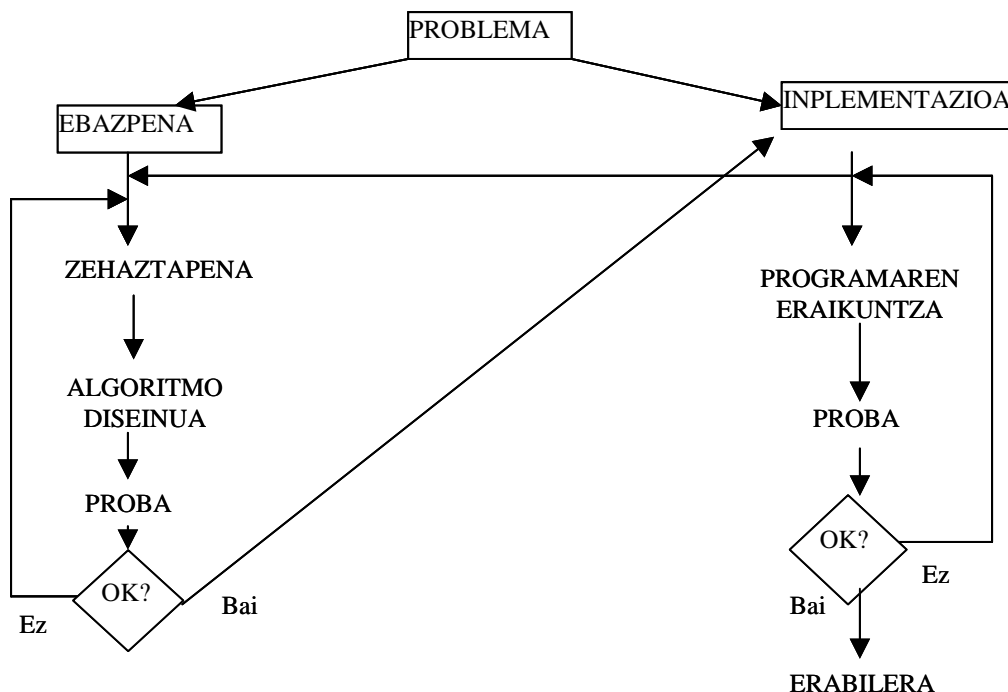 PROBLEMA
EBAZPENA
INPLEMENTAZIOA
ZEHAZTAPENA
ALGORITMO
DISEINUA
PROBA
OK?
Ez
Bai
PROGRAMAREN
ERAIKUNTZA
PROBA
OK?
Ez
Bai
ERABILERA